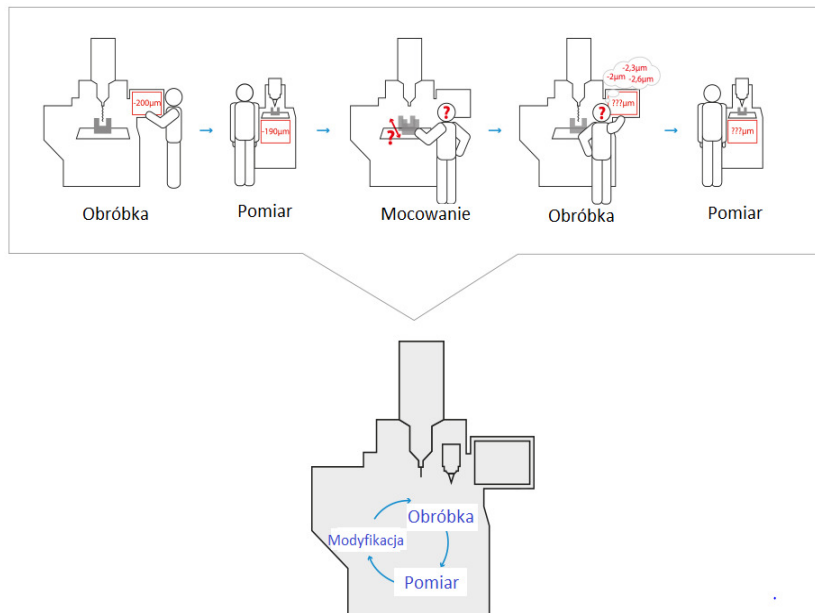 -2,3µm
-2µm
-2,6µm
-200µm
-190µm
?
?
?
???µm
???µm
Obróbka
Pomiar
Mocowanie
Obróbka
Pomiar
Obróbka
Modyfikacja
Pomiar